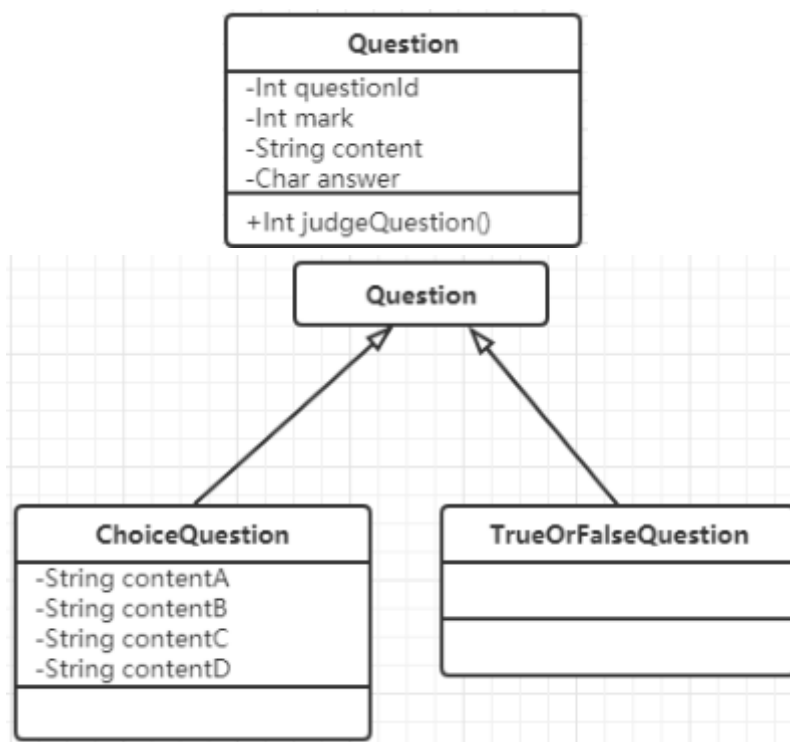 Question
-Int questionId
-Int mark
-String content
-Char answer
+Int judgeQuestion()
Question
ChoiceQuestion
-String contentA
-String contentB
-String contentC
-String contentD
TrueOrFalseQuestion